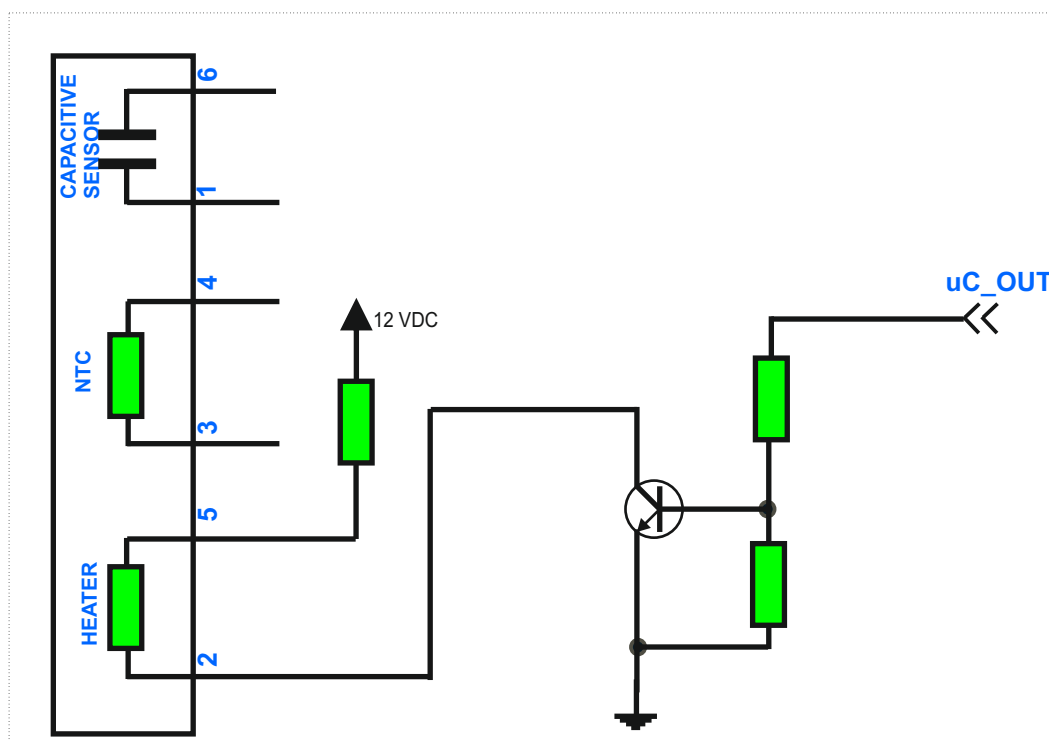 CAPACITIVE
SENSOR
6
1
NTC
4
3
12 VDC
HEATER
5
2
uC_OUT